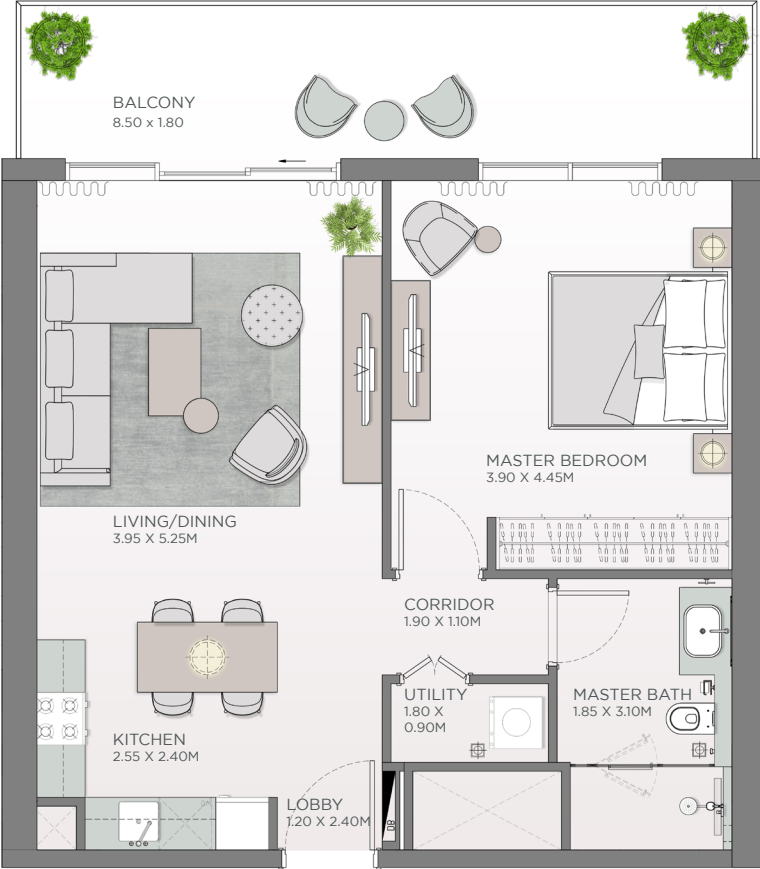 BALCONY
8.50 x 1.80
MASTER BEDROOM
3.90 X 4.45M
LIVING/DINING
3.95 X 5.25M
CORRIDOR
1.90 X 1.10M
UTILITY
1.80 X
0.90M
MASTER BATH
1.85 X 3.10M
KITCHEN
2.55 X 2.40M
LOBBY
1.20 X 2.40M
DB